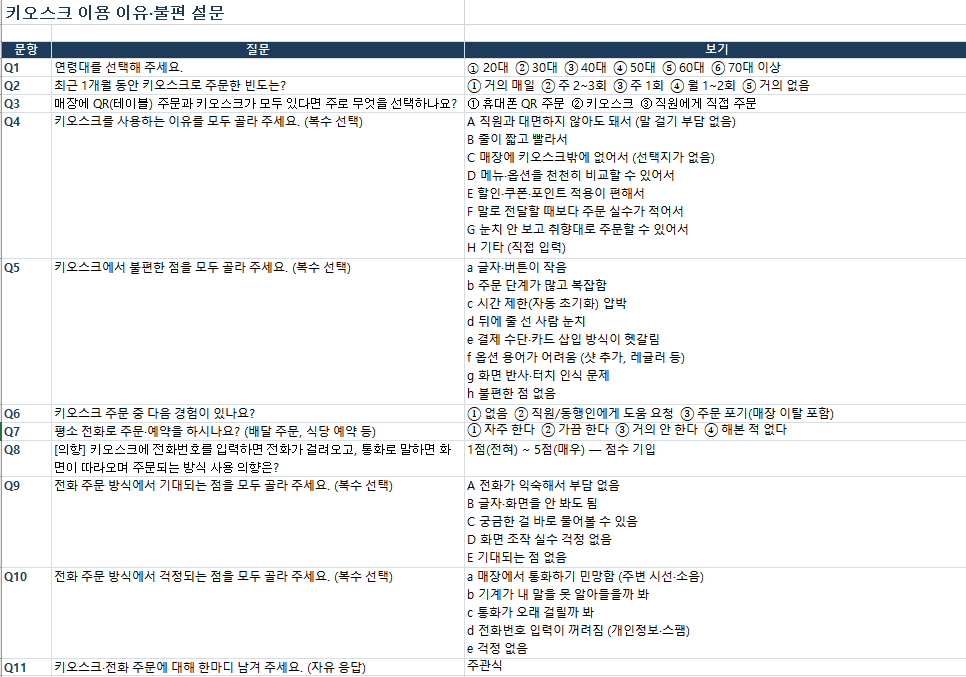 키오스크 이용 이유·불편 설문
문항 질문 보기
Q1 연령대를 선택해 주세요. ① 20대 ② 30대 ③ 40대 ④ 50대 ⑤ 60대 ⑥ 70대 이상
Q2 최근 1개월 동안 키오스크로 주문한 빈도는? ① 거의 매일 ② 주 2~3회 ③ 주 1회 ④ 월 1~2회 ⑤ 거의 없음
Q3 매장에 QR(테이블) 주문과 키오스크가 모두 있다면 주로 무엇을 선택하나요? ① 휴대폰 QR 주문 ② 키오스크 ③ 직원에게 직접 주문
Q4 키오스크를 사용하는 이유를 모두 골라 주세요. (복수 선택) A 직원과 대면하지 않아도 돼서 (말 걸기 부담 없음)
B 줄이 짧고 빨라서
C 매장에 키오스크밖에 없어서 (선택지가 없음)
D 메뉴·옵션을 천천히 비교할 수 있어서
E 할인·쿠폰·포인트 적용이 편해서
F 말로 전달할 때보다 주문 실수가 적어서
G 눈치 안 보고 취향대로 주문할 수 있어서
H 기타 (직접 입력)
Q5 키오스크에서 불편한 점을 모두 골라 주세요. (복수 선택) a 글자·버튼이 작음
b 주문 단계가 많고 복잡함
c 시간 제한(자동 초기화) 압박
d 뒤에 줄 선 사람 눈치
e 결제 수단·카드 삽입 방식이 헷갈림
f 옵션 용어가 어려움 (샷 추가, 레귤러 등)
g 화면 반사·터치 인식 문제
h 불편한 점 없음
Q6 키오스크 주문 중 다음 경험이 있나요? ① 없음 ② 직원/동행인에게 도움 요청 ③ 주문 포기(매장 이탈 포함)
Q7 평소 전화로 주문·예약을 하시나요? (배달 주문, 식당 예약 등) ① 자주 한다 ② 가끔 한다 ③ 거의 안 한다 ④ 해본 적 없다
Q8 [의향] 키오스크에 전화번호를 입력하면 전화가 걸려오고, 통화로 말하면 화 1점(전혀) ~ 5점(매우) — 점수 기입
면이 따라오며 주문되는 방식 사용 의향은?
Q9 전화 주문 방식에서 기대되는 점을 모두 골라 주세요. (복수 선택) A 전화가 익숙해서 부담 없음
B 글자·화면을 안 봐도 됨
C 궁금한 걸 바로 물어볼 수 있음
D 화면 조작 실수 걱정 없음
E 기대되는 점 없음
Q10 전화 주문 방식에서 걱정되는 점을 모두 골라 주세요. (복수 선택) a 매장에서 통화하기 민망함 (주변 시선·소음)
b 기계가 내 말을 못 알아들을까 봐
c 통화가 오래 걸릴까 봐
d 전화번호 입력이 꺼려짐 (개인정보·스팸)
e 걱정 없음
Q11 키오스크·전화 주문에 대해 한마디 남겨 주세요. (자유 응답) 주관식